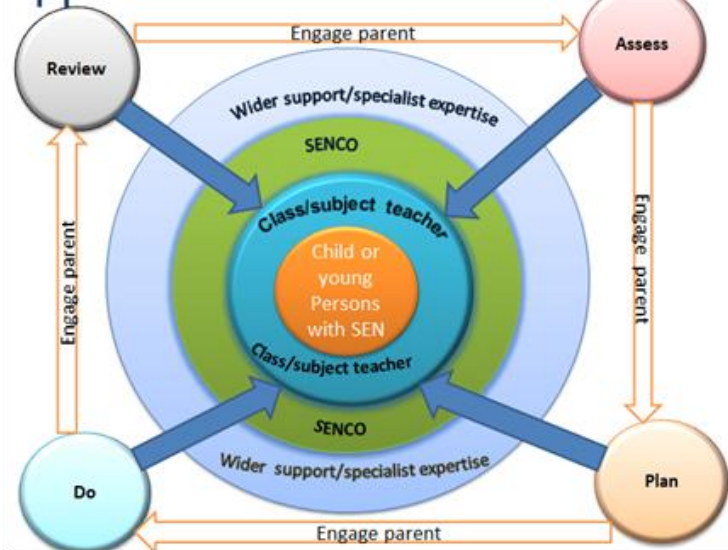 Engage parent
Review
Assess
Wider support/specialist expertise
SENCO
Class/subject teacher
Child or
young
Persons
with SEN
Engage parent
Engage parent
Class/subject teacher
SENCO
Wider support/specialist expertise
Do
Plan
Engage parent